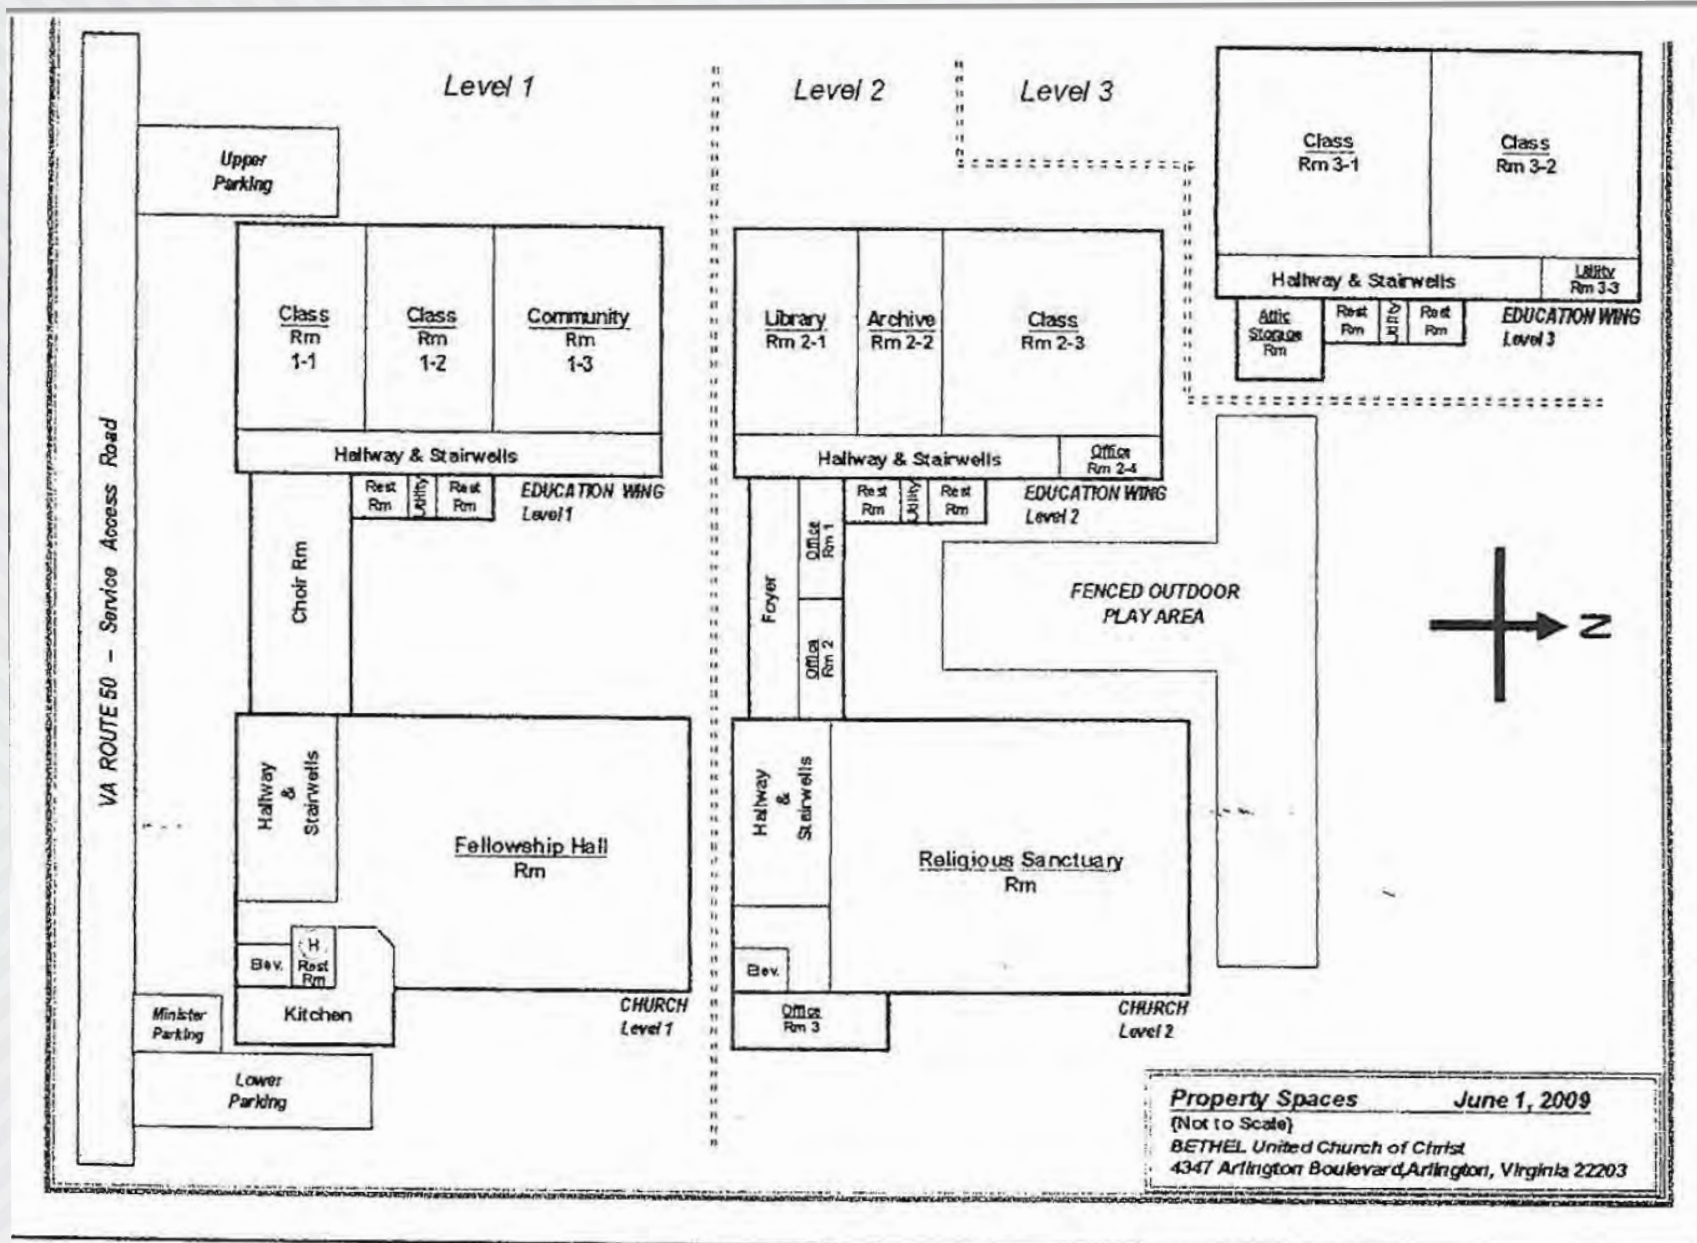 Level 1
Level 2
Level 3
Upper
Parking
VA ROUTE 50 - Service Access Road
Class
Rm
1-1
Class
Rm
1-2
Community
Rm
1-3
Hallway & Stairwells
Rest
Rm
Utility
Rest
Rm
EDUCATION WING
Level 1
Choir Rm
Hallway
&
Stairwells
Fellowship Hall
Rm
Elev.
H
Rest
Rm
Kitchen
CHURCH
Level 1
Minister
Parking
Lower
Parking
Library
Rm 2-1
Archive
Rm 2-2
Class
Rm 2-3
Hallway & Stairwells
Office
Rm 2-4
Rest
Rm
Utility
Rest
Rm
EDUCATION WING
Level 2
Foyer
Office
Rm 1
Office
Rm 2
Hallway
&
Stairwells
Religious Sanctuary
Rm
Elev.
Office
Rm 3
CHURCH
Level 2
Class
Rm 3-1
Class
Rm 3-2
Hallway & Stairwells
Utility
Rm 3-3
Attic
Storage
Rm
Rest
Rm
Utility
Rest
Rm
EDUCATION WING
Level 3
FENCED OUTDOOR
PLAY AREA
N
Property Spaces June 1, 2009
(Not to Scale)
BETHEL United Church of Christ
4347 Arlington Boulevard,Arlington, Virginia 22203